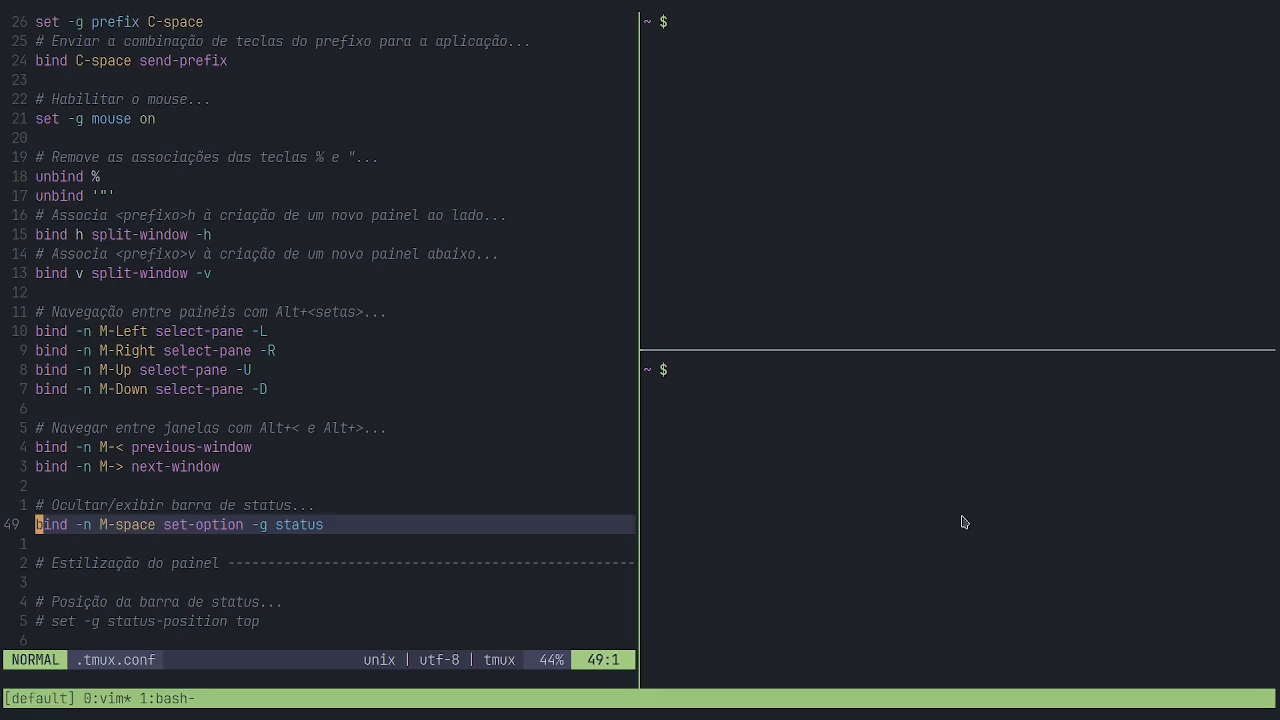 26 set -g prefix C-space
25 # Enviar a combinação de teclas do prefixo para a aplicação...
24 bind C-space send-prefix
23
22 # Habilitar o mouse...
21 set -g mouse on
20
19 # Remove as associações das teclas % e "...
18 unbind %
17 unbind '"'
16 # Associa <prefixo>h à criação de um novo painel ao lado...
15 bind h split-window -h
14 # Associa <prefixo>v à criação de um novo painel abaixo...
13 bind v split-window -v
12
11 # Navegação entre painéis com Alt+<setas>...
10 bind -n M-Left select-pane -L
9 bind -n M-Right select-pane -R
8 bind -n M-Up select-pane -U
7 bind -n M-Down select-pane -D
6
5 # Navegar entre janelas com Alt+< e Alt+>...
4 bind -n M-< previous-window
3 bind -n M-> next-window
2
1 # Ocultar/exibir barra de status...
49 bind -n M-space set-option -g status
1
2 # Estilização do painel ---------------------------------------------------
3
4 # Posição da barra de status...
5 # set -g status-position top
6
NORMAL .tmux.conf unix | utf-8 | tmux 44% 49:1
~ $
~ $
[default] 0:vim* 1:bash-